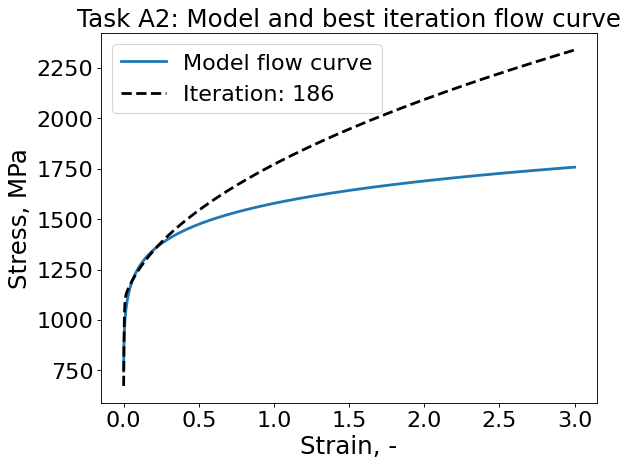 Task A2: Model and best iteration flow curve
Model flow curve
Iteration: 186
Stress, MPa
2250
2000
1750
1500
1250
1000
750
0.0 0.5 1.0 1.5 2.0 2.5 3.0
Strain, -